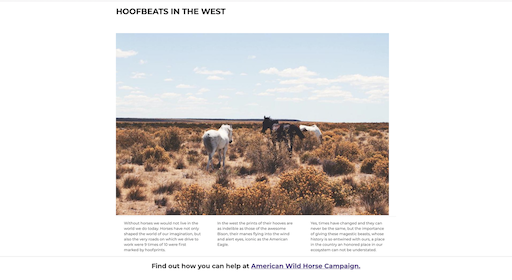 HOOFBEATS IN THE WEST
Without horses we would not live in the
world we do today. Horses have not only
shaped the world of our imagination, but
also the very roads on which we drive to
work were 9 times of 10 were first
marked by hoofprints.
In the west the prints of their horses are
as indelible as those of the awesome
Bison, their manes flying into the wind
and alert eyes, iconic as the American
Eagle.
Yes, times have changed and they can
never be the same, but the importance
of giving these majestic beasts, whose
history is so entwined with ours, a place
in this country, an honored place in our
ecosystem can not be understated
Find out how you can help at American Wild Horse Campaign.